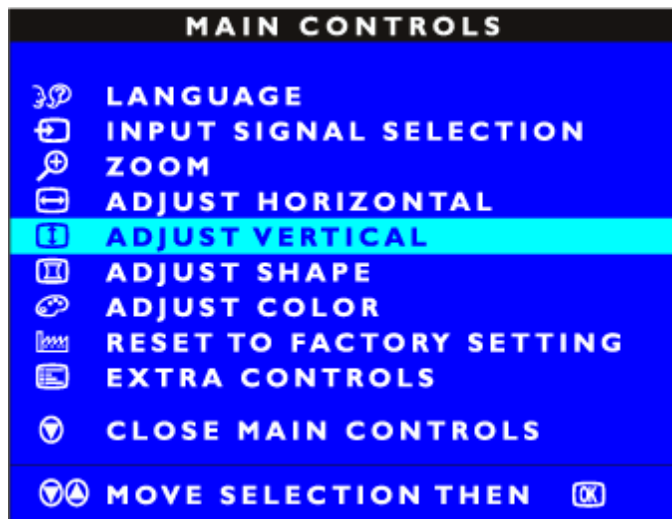 MAIN CONTROLS
LANGUAGE
INPUT SIGNAL SELECTION
ZOOM
ADJUST HORIZONTAL
ADJUST VERTICAL
ADJUST SHAPE
ADJUST COLOR
RESET TO FACTORY SETTING
EXTRA CONTROLS
CLOSE MAIN CONTROLS
MOVE SELECTION THEN OK